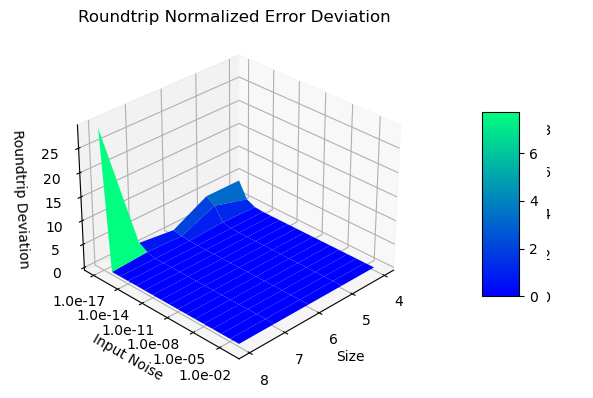 Roundtrip Normalized Error Deviation
Roundtrip Deviation
25
20
15
10
5
0
1.0e-17
1.0e-14
1.0e-11
1.0e-08
1.0e-05
1.0e-02
Input Noise
4
5
6
7
8
Size
6
4
2
0